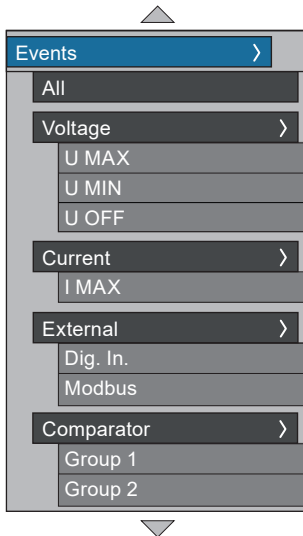 Events
All
Voltage
U MAX
U MIN
U OFF
Current
I MAX
External
Dig. In.
Modbus
Comparator
Group 1
Group 2